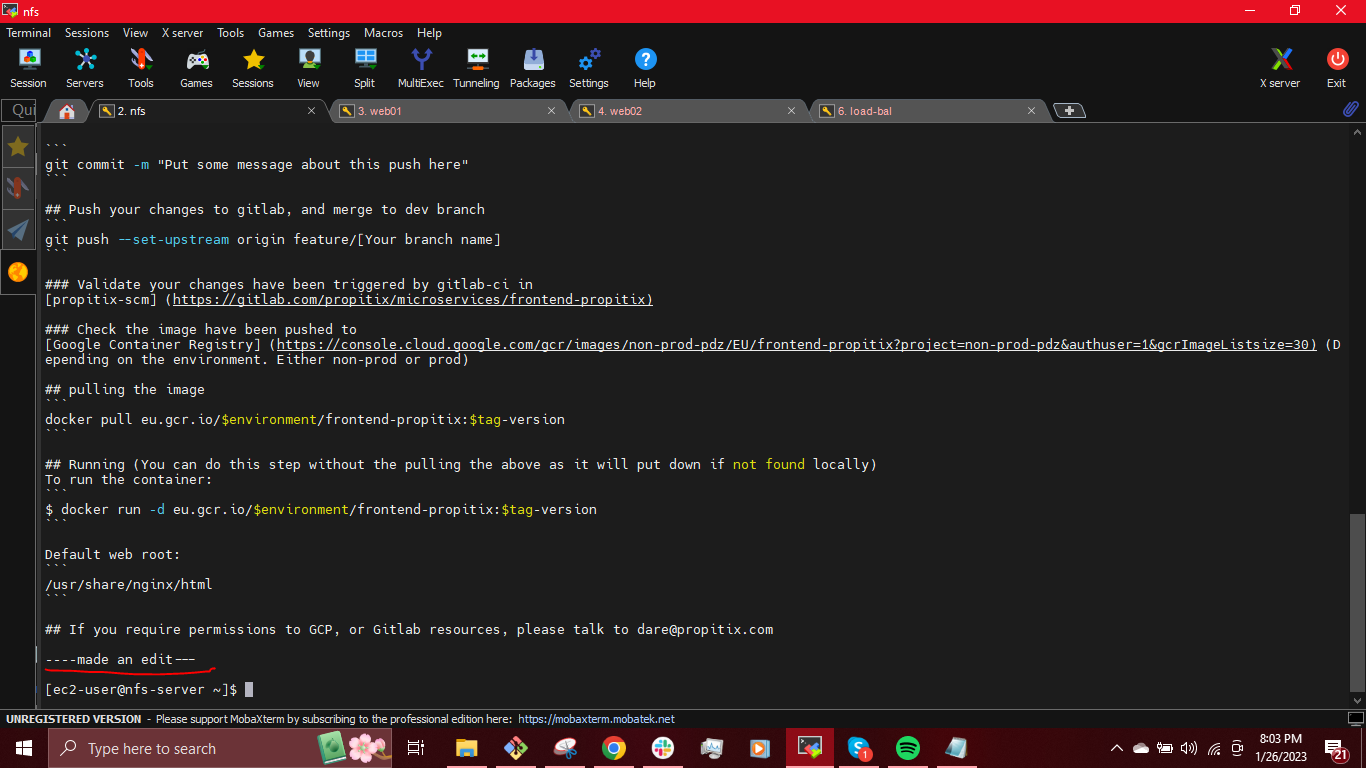 nfs
Terminal Sessions View X server Tools Games Settings Macros Help
Session Servers Tools Games Sessions View Split MultiExec Tunneling Packages Settings Help X server Exit
Qui
2. nfs 3. web01 4. web02 6. load-bal
```
git commit -m "Put some message about this push here"
```
## Push your changes to gitlab, and merge to dev branch
```
git push --set-upstream origin feature/[Your branch name]
```
### Validate your changes have been triggered by gitlab-ci in
[propitix-scm] (https://gitlab.com/propitix/microservices/frontend-propitix)
### Check the image have been pushed to
[Google Container Registry] (https://console.cloud.google.com/gcr/images/non-prod-pdz/EU/frontend-propitix?project=non-prod-pdz&authuser=1&gcrImageListsize=30) (D
epending on the environment. Either non-prod or prod)
## pulling the image
```
docker pull eu.gcr.io/$environment/frontend-propitix:$tag-version
```
## Running (You can do this step without the pulling the above as it will put down if not found locally)
To run the container:
```
$ docker run -d eu.gcr.io/$environment/frontend-propitix:$tag-version
```
Default web root:
```
/usr/share/nginx/html
```
## If you require permissions to GCP, or Gitlab resources, please talk to dare@propitix.com
----made an edit---
[ec2-user@nfs-server ~]$
UNREGISTERED VERSION - Please support MobaXterm by subscribing to the professional edition here: https://mobaxterm.mobatek.net
Type here to search
1
8:03 PM
1/26/2023
21